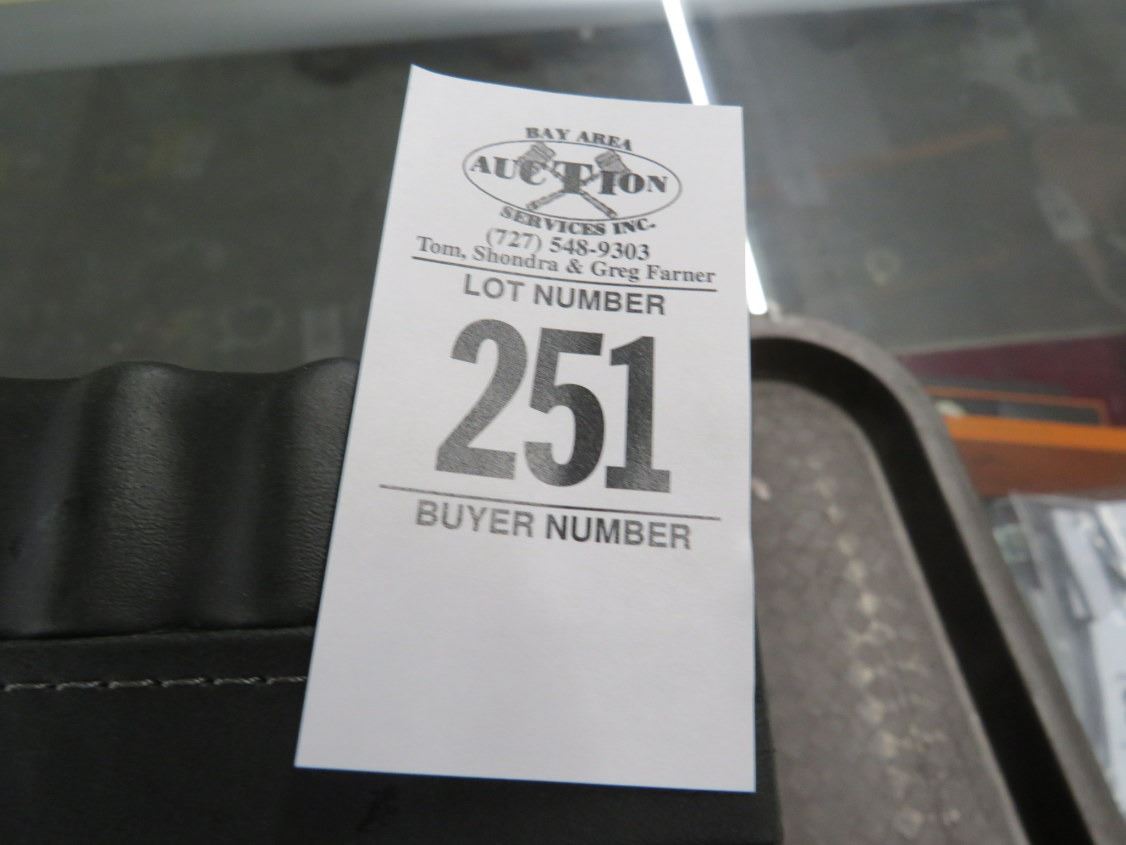 BAY AREA
AUCTION
SERVICES INC.
(727) 548-9303
Tom, Shondra & Greg Farner
LOT NUMBER
251
BUYER NUMBER